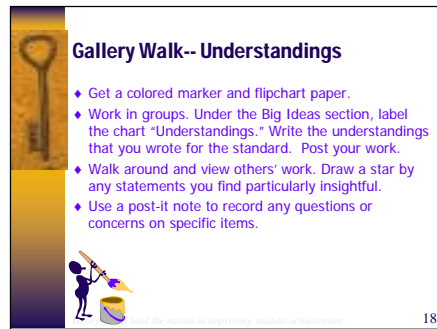 Gallery Walk-- Understandings
♦ Get a colored marker and flipchart paper.
♦ Work in groups. Under the Big Ideas section, label
the chart "Understandings." Write the understandings
that you wrote for the standard.  Post your work.
♦ Walk around and view others' work. Draw a star by
any statements you find particularly insightful.
♦ Use a post-it note to record any questions or
concerns on specific items.
lead the nation in improving student achievement.
18